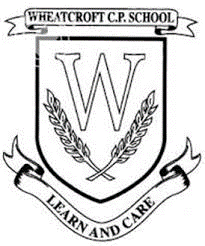 WHEATCROFT C.P. SCHOOL
W
LEARN AND CARE